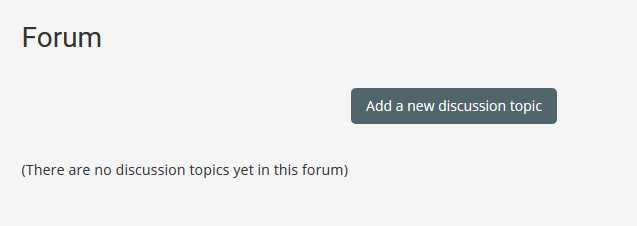 Forum
Add a new discussion topic
(There are no discussion topics yet in this forum)